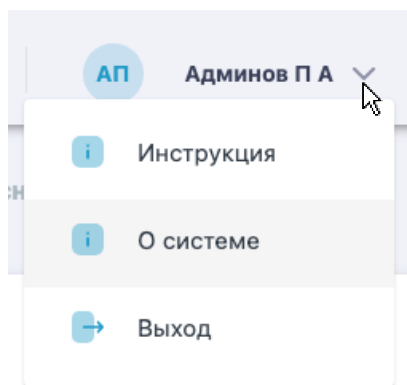 АП Админов П А
Инструкция
О системе
Выход